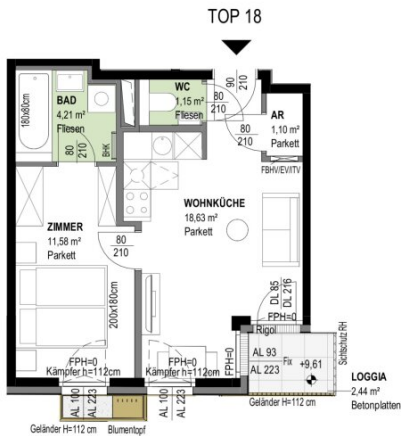 TOP 18
90
210
WC
1,15 m²
Fliesen
80
210
AR
1,10 m²
Parkett
FBHV/EV/ITV
180x80cm
BAD
4,21 m²
Fliesen
80
210
BHK
WOHNKÜCHE
18,63 m²
Parkett
ZIMMER
11,58 m²
Parkett
80
210
200x180cm
DL 85
DL 216
FPH=0
Rigol
FPH=0
Kämpfer h=112cm
FPH=0
Kämpfer h=112cm
FPH=0
AL 93
AL 223
Fix
+9,61
Sichtschutz RH
LOGGIA
2,44 m²
Betonplatten
AL 100
AL 223
AL 100
AL 223
Geländer H=112 cm
Geländer H=112 cm
Blumentopf